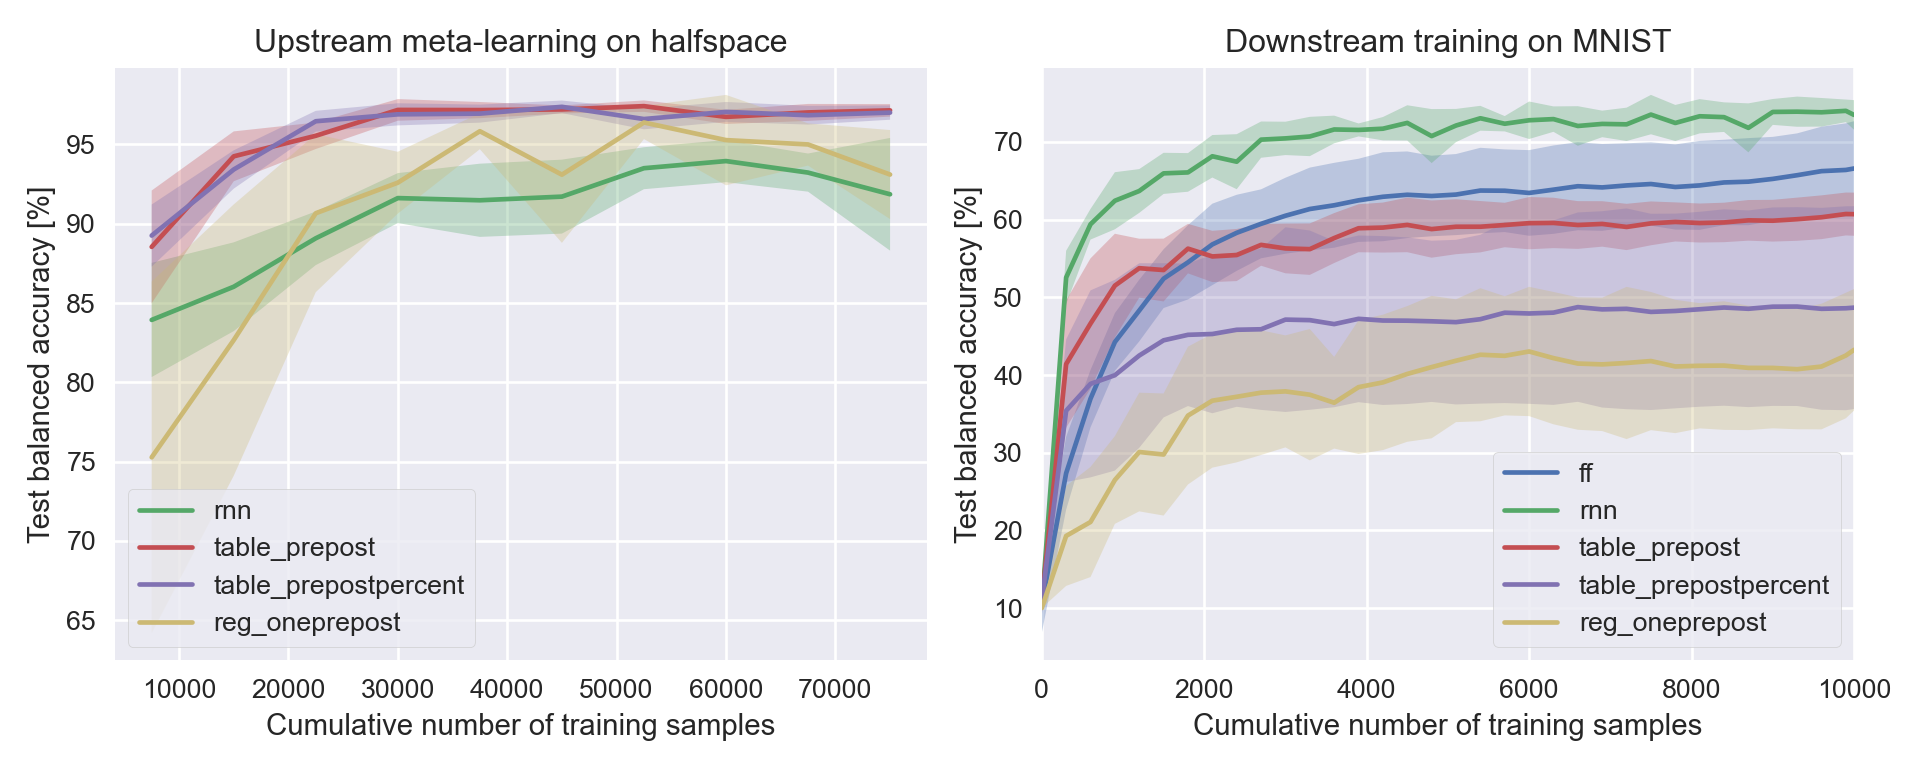 Upstream meta-learning on halfspace
Test balanced accuracy [%]
95
90
85
80
75
70
65
rnn
table_prepost
table_prepostpercent
reg_oneprepost
10000 20000 30000 40000 50000 60000 70000
Cumulative number of training samples
Downstream training on MNIST
Test balanced accuracy [%]
70
60
50
40
30
20
10
ff
rnn
table_prepost
table_prepostpercent
reg_oneprepost
0 2000 4000 6000 8000 10000
Cumulative number of training samples